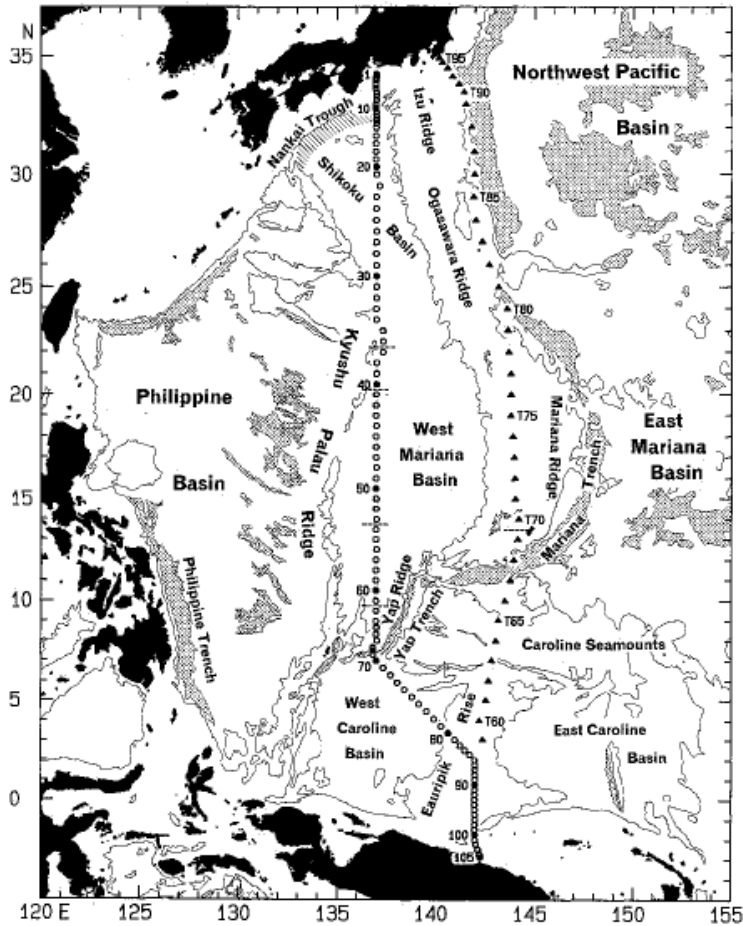 N
35
30
25
20
15
10
5
0
120 E
125
130
135
140
145
150
155
Northwest Pacific
Basin
Nankai Trough
Shikoku
Basin
Izu Ridge
Ogasawara Ridge
Kyushu
Palau
Ridge
Philippine
Basin
West
Mariana
Basin
Mariana Ridge
Mariana
Trench
East
Mariana
Basin
Philippine Trench
Yap Ridge
Yap Trench
Caroline Seamounts
West
Caroline
Basin
Eauripik
Rise
East Caroline
Basin
1
10
20
30
40
50
60
70
80
90
100
105
T95
T90
T85
T80
T75
T70
T65
T60